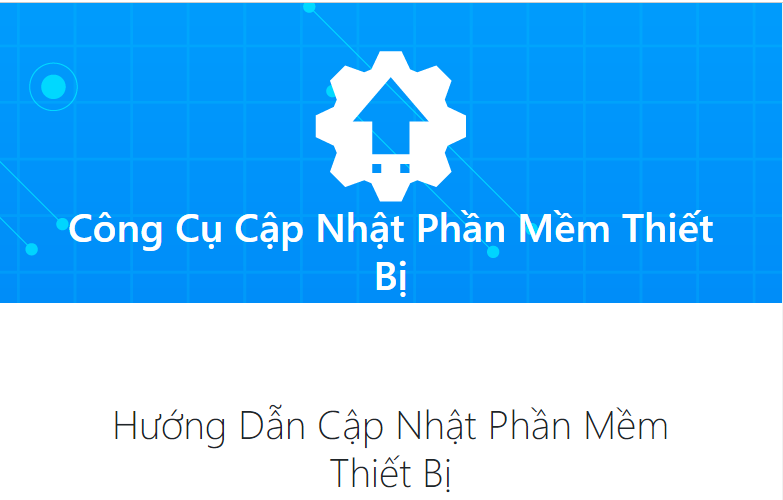 Công Cụ Cập Nhật Phần Mềm Thiết
Bị
Hướng Dẫn Cập Nhật Phần Mềm
Thiết Bị